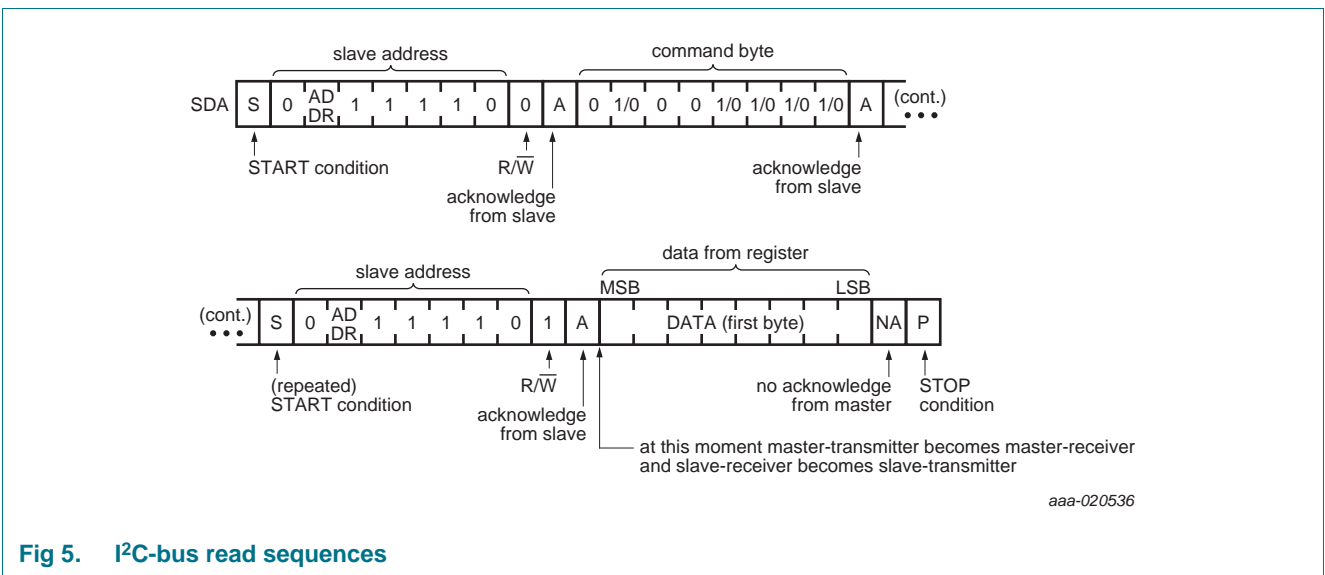 slave address command byte
SDA S 0 AD DR 1 1 1 1 0 0 A 0 1/0 0 0 1/0 1/0 1/0 1/0 A (cont.)
START condition R/W̅ acknowledge from slave acknowledge from slave
data from register
slave address
MSB LSB
(cont.) S 0 AD DR 1 1 1 1 0 1 A DATA (first byte) NA P
(repeated) START condition R/W̅ acknowledge from slave no acknowledge from master STOP condition
at this moment master-transmitter becomes master-receiver
and slave-receiver becomes slave-transmitter
aaa-020536
Fig 5. I²C-bus read sequences